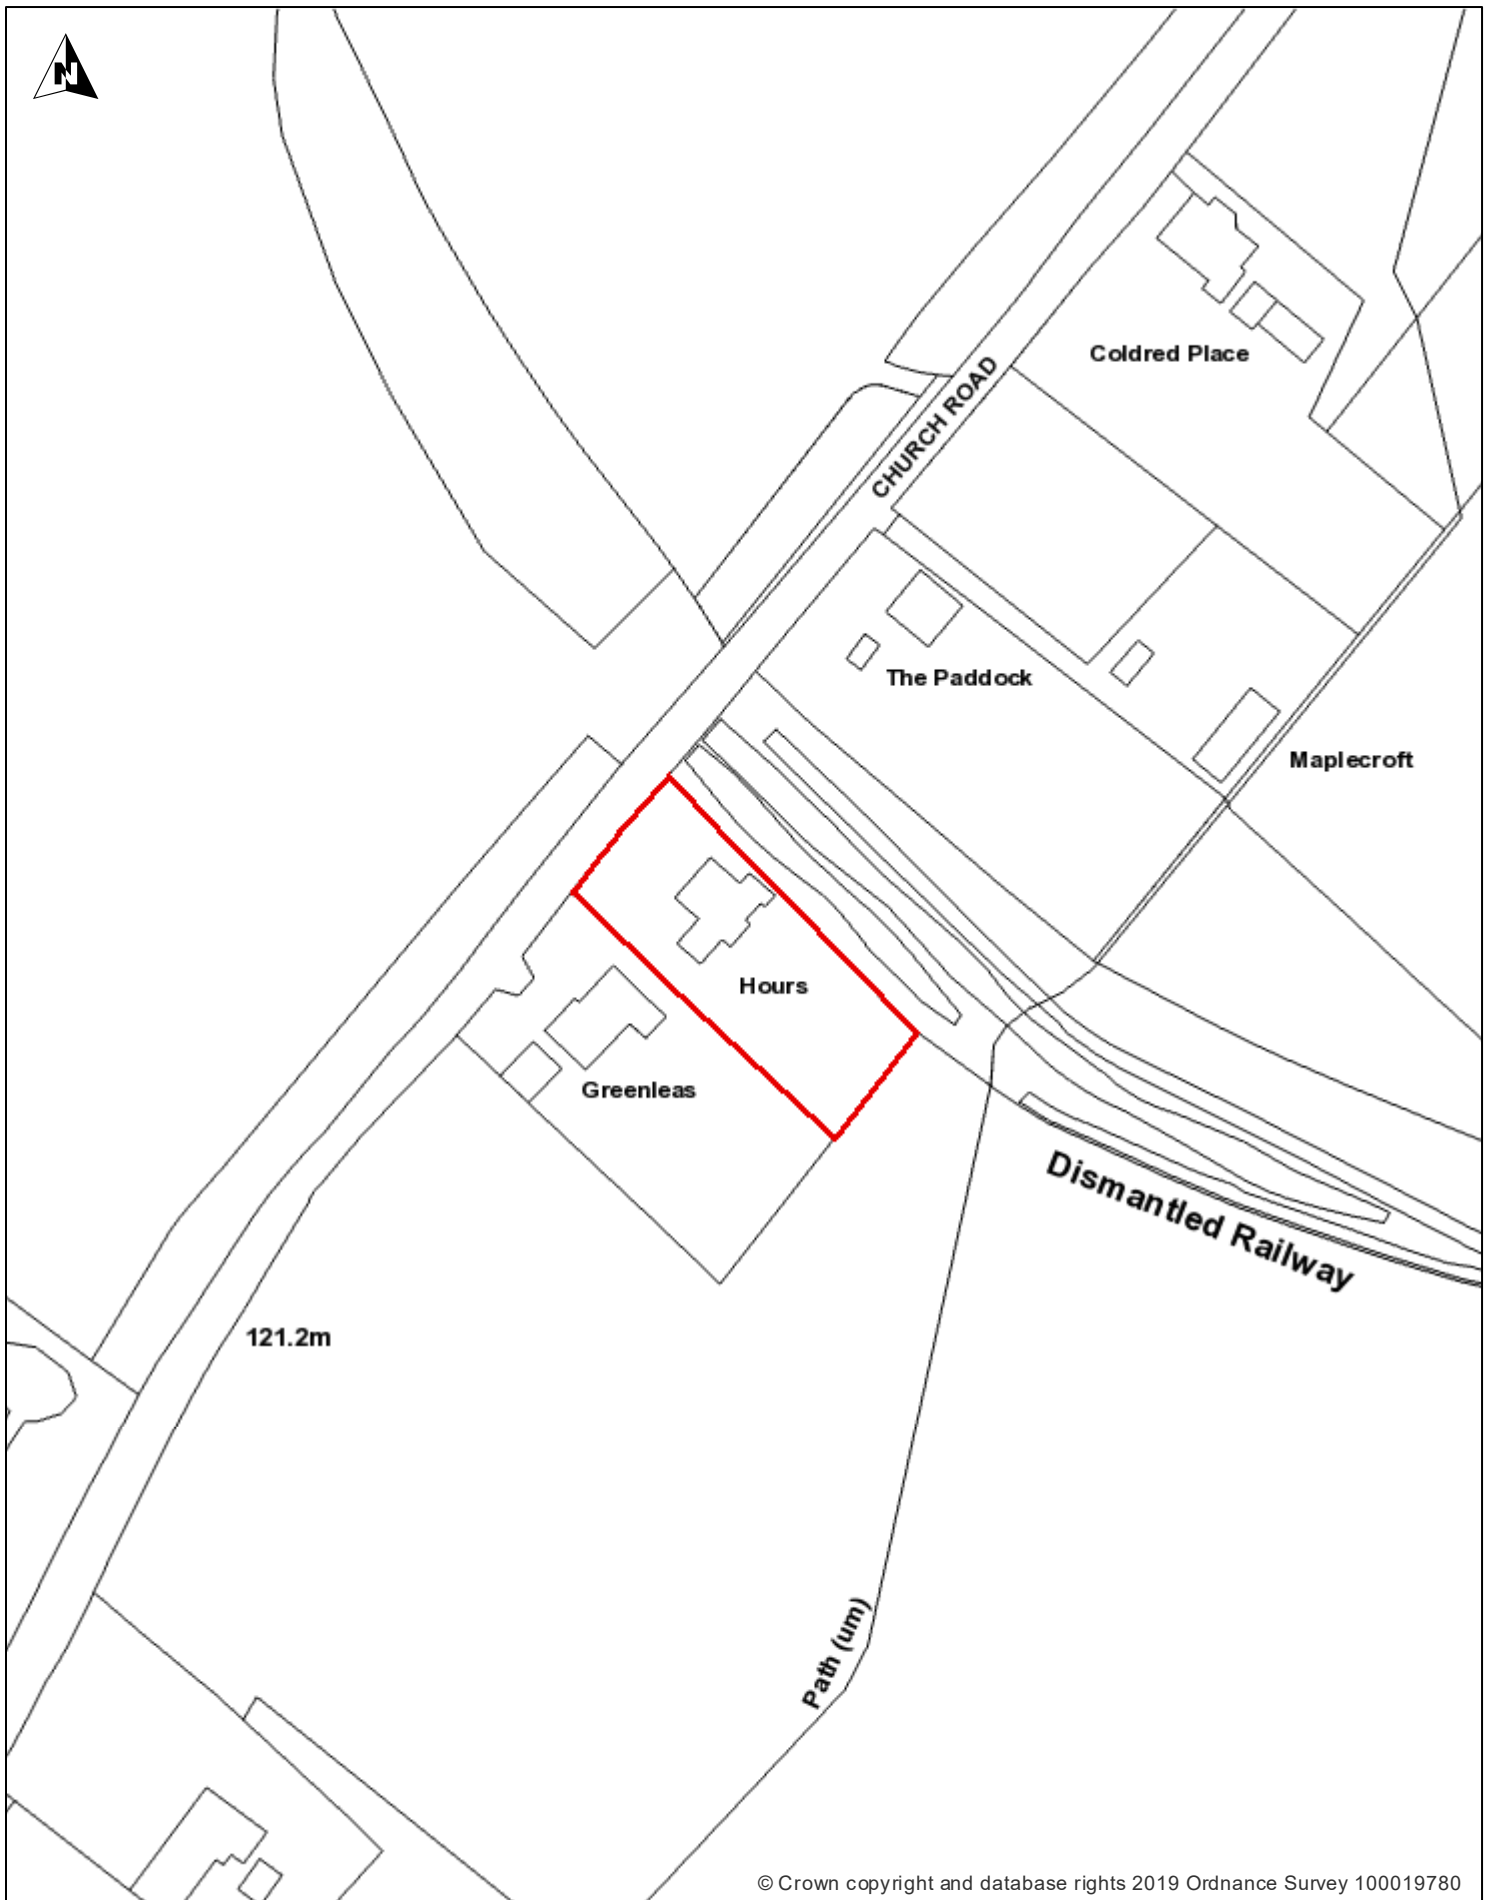 N
CHURCH ROAD
Coldred Place
The Paddock
Maplecroft
Hours
Greenleas
Dismantled Railway
121.2m
Path (um)
© Crown copyright and database rights 2019 Ordnance Survey 100019780